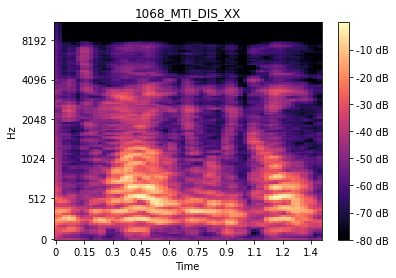 1068_MTI_DIS_XX
8192
4096
2048
1024
512
0
Hz
0 0.15 0.3 0.45 0.6 0.75 0.9 1.1 1.2 1.4
Time
-10 dB
-20 dB
-30 dB
-40 dB
-50 dB
-60 dB
-70 dB
-80 dB